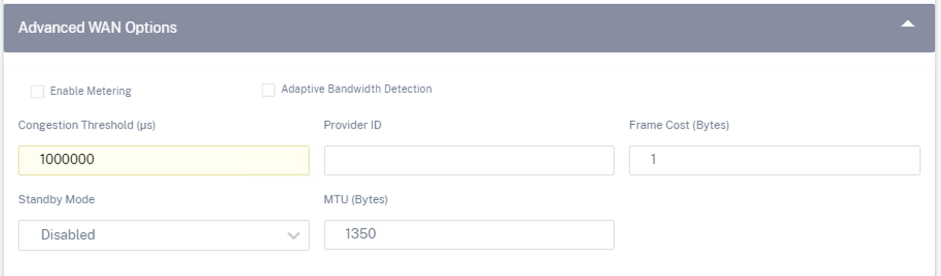 Advanced WAN Options
Enable Metering
Adaptive Bandwidth Detection
Congestion Threshold (µs)
Provider ID
Frame Cost (Bytes)
1000000
1
Standby Mode
MTU (Bytes)
Disabled
1350